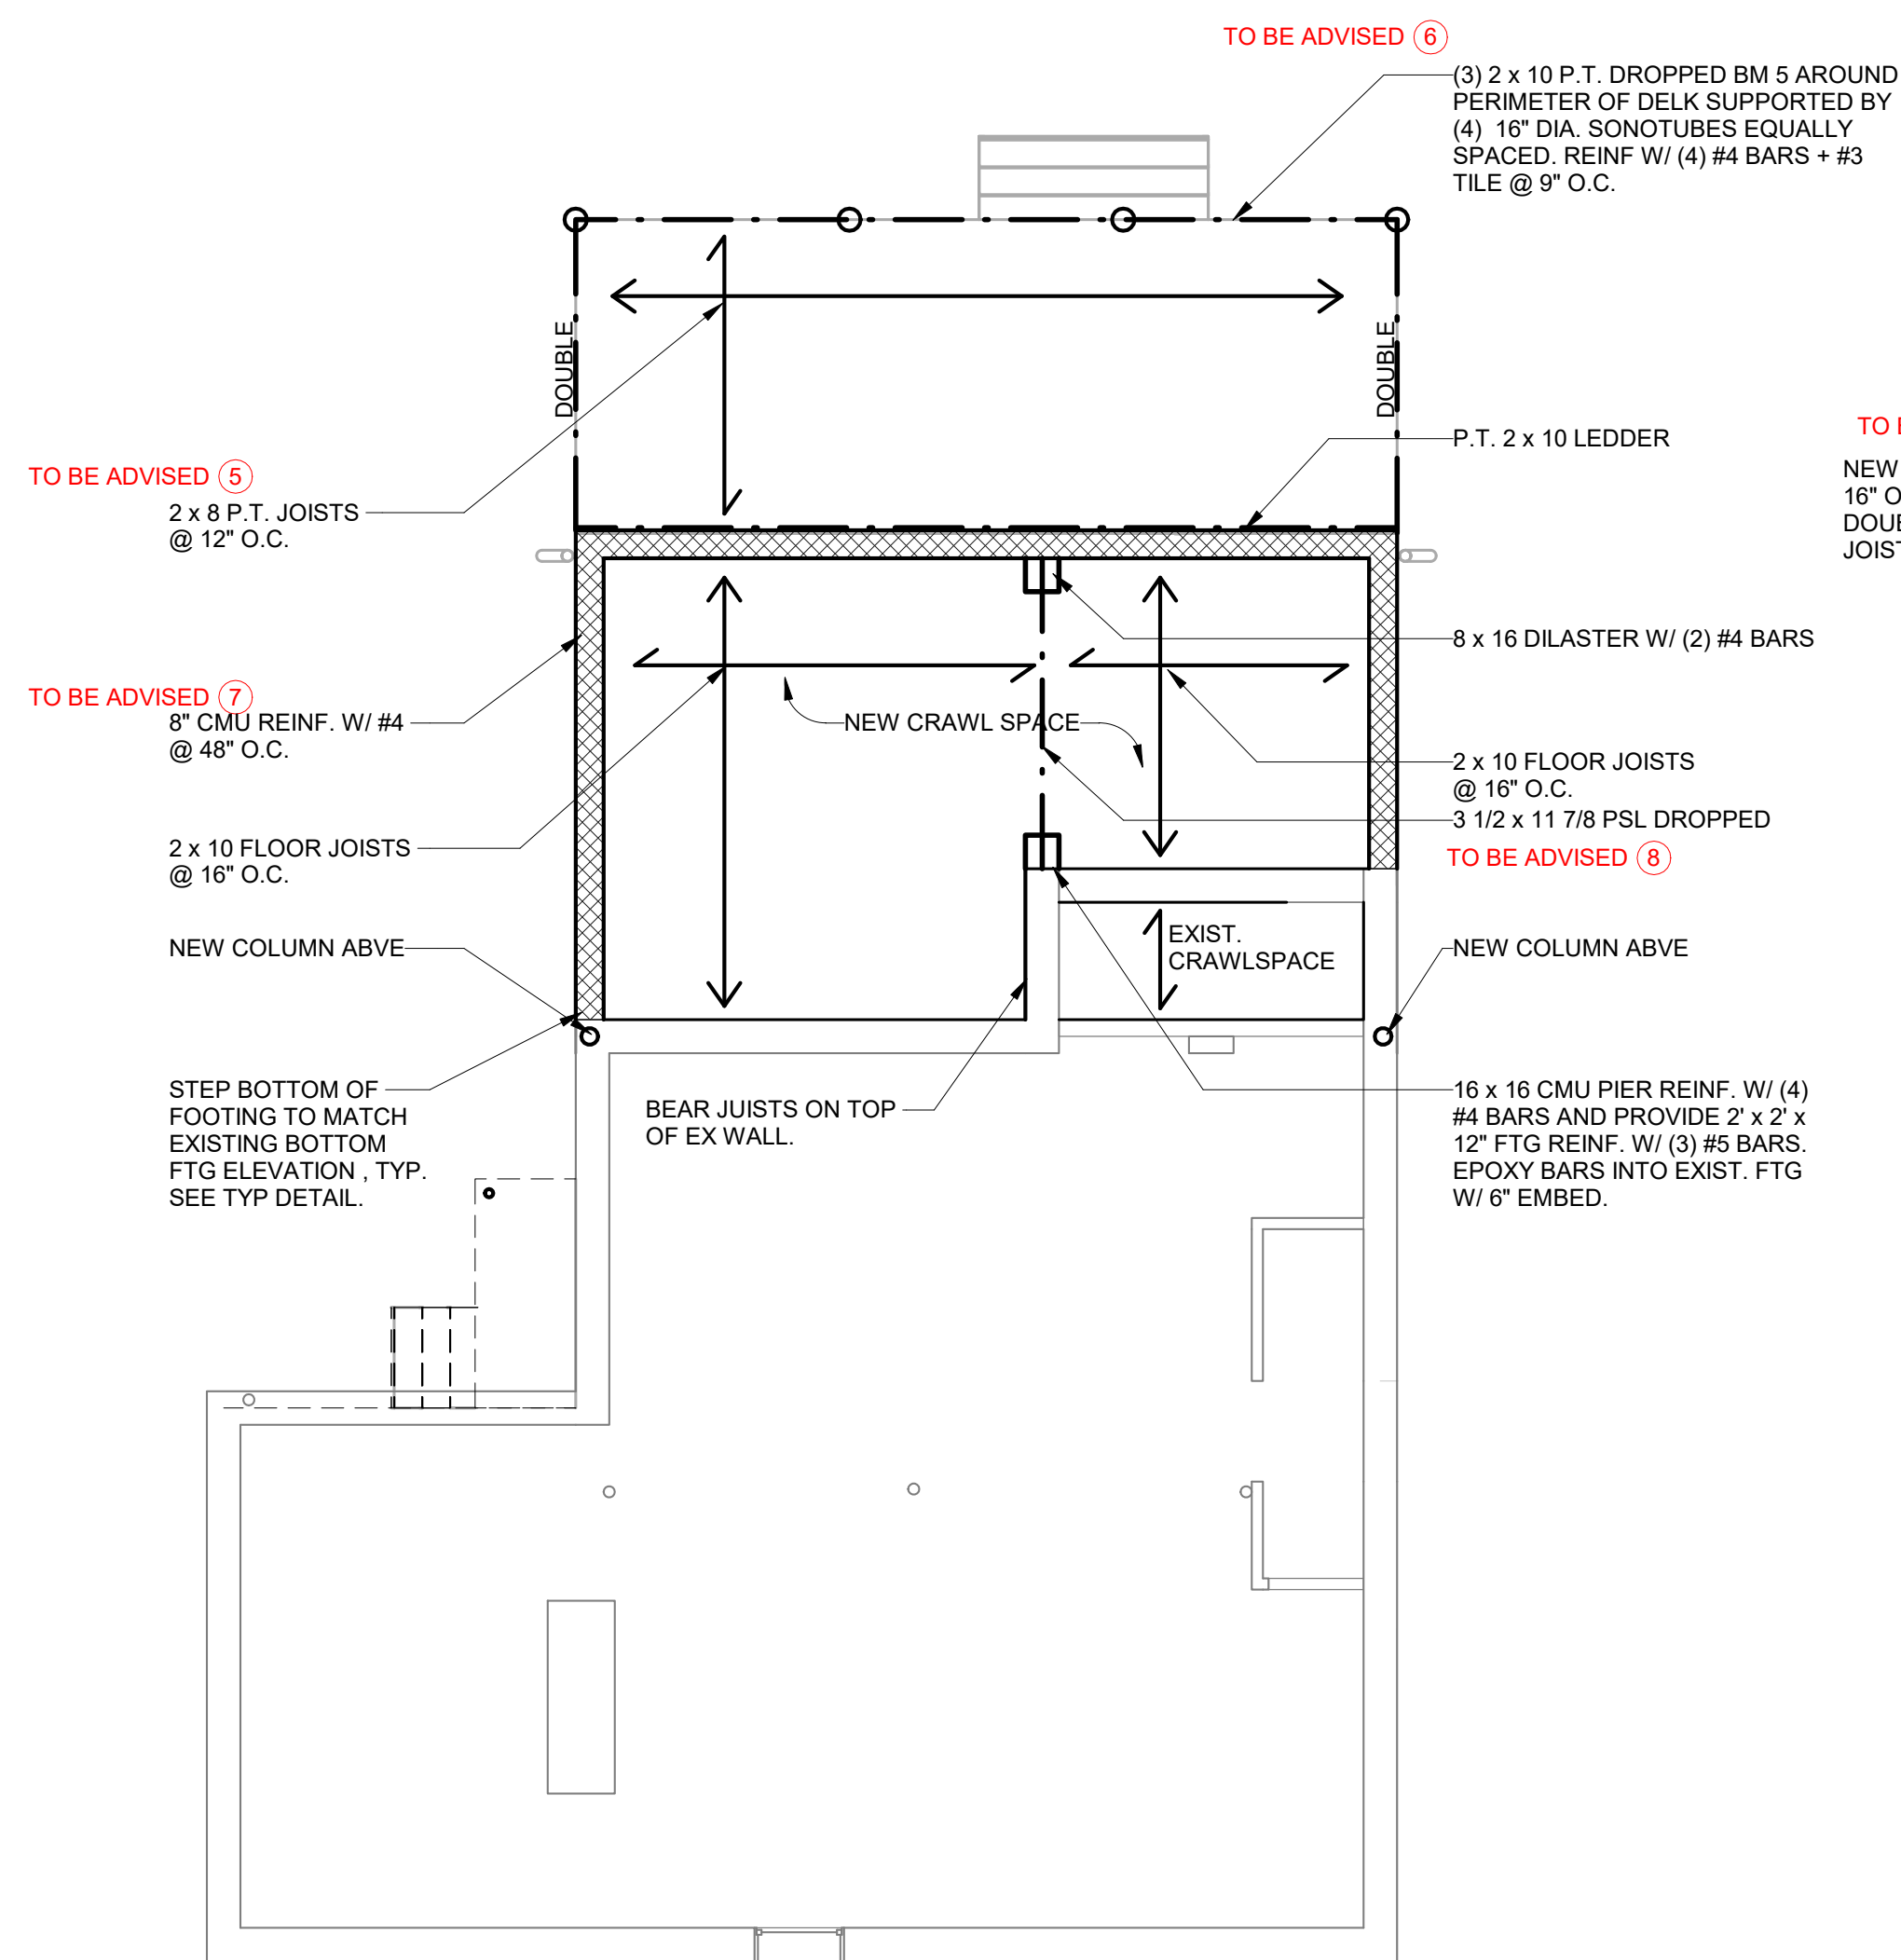 TO BE ADVISED 6
(3) 2 x 10 P.T. DROPPED BM 5 AROUND
PERIMETER OF DELK SUPPORTED BY
(4) 16" DIA. SONOTUBES EQUALLY
SPACED. REINF W/ (4) #4 BARS + #3
TILE @ 9" O.C.
DOUBLE
DOUBLE
P.T. 2 x 10 LEDDER
TO BE ADVISED 5
2 x 8 P.T. JOISTS
@ 12" O.C.
NEW
16" O
JOIS
8 x 16 DILASTER W/ (2) #4 BARS
TO BE ADVISED 7
8" CMU REINF. W/ #4
@ 48" O.C.
NEW CRAWL SPACE
2 x 10 FLOOR JOISTS
@ 16" O.C.
3 1/2 x 11 7/8 PSL DROPPED
TO BE ADVISED 8
2 x 10 FLOOR JOISTS
@ 16" O.C.
NEW COLUMN ABVE
EXIST.
CRAWLSPACE
NEW COLUMN ABVE
STEP BOTTOM OF
FOOTING TO MATCH
EXISTING BOTTOM
FTG ELEVATION , TYP.
SEE TYP DETAIL.
BEAR JUISTS ON TOP
OF EX WALL.
16 x 16 CMU PIER REINF. W/ (4)
#4 BARS AND PROVIDE 2' x 2' x
12" FTG REINF. W/ (3) #5 BARS.
EPOXY BARS INTO EXIST. FTG
W/ 6" EMBED.